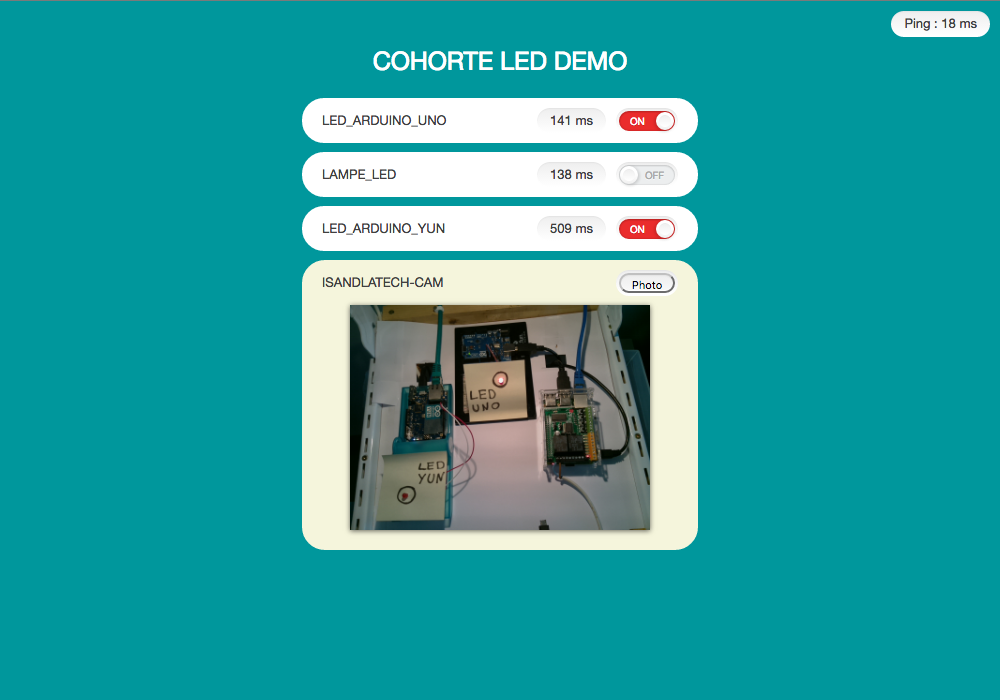 Ping : 18 ms
COHORTE LED DEMO
LED_ARDUINO_UNO 141 ms ON
LAMPE_LED 138 ms OFF
LED_ARDUINO_YUN 509 ms ON
ISANDLATECH-CAM Photo
LED
UNO
LED
YUN